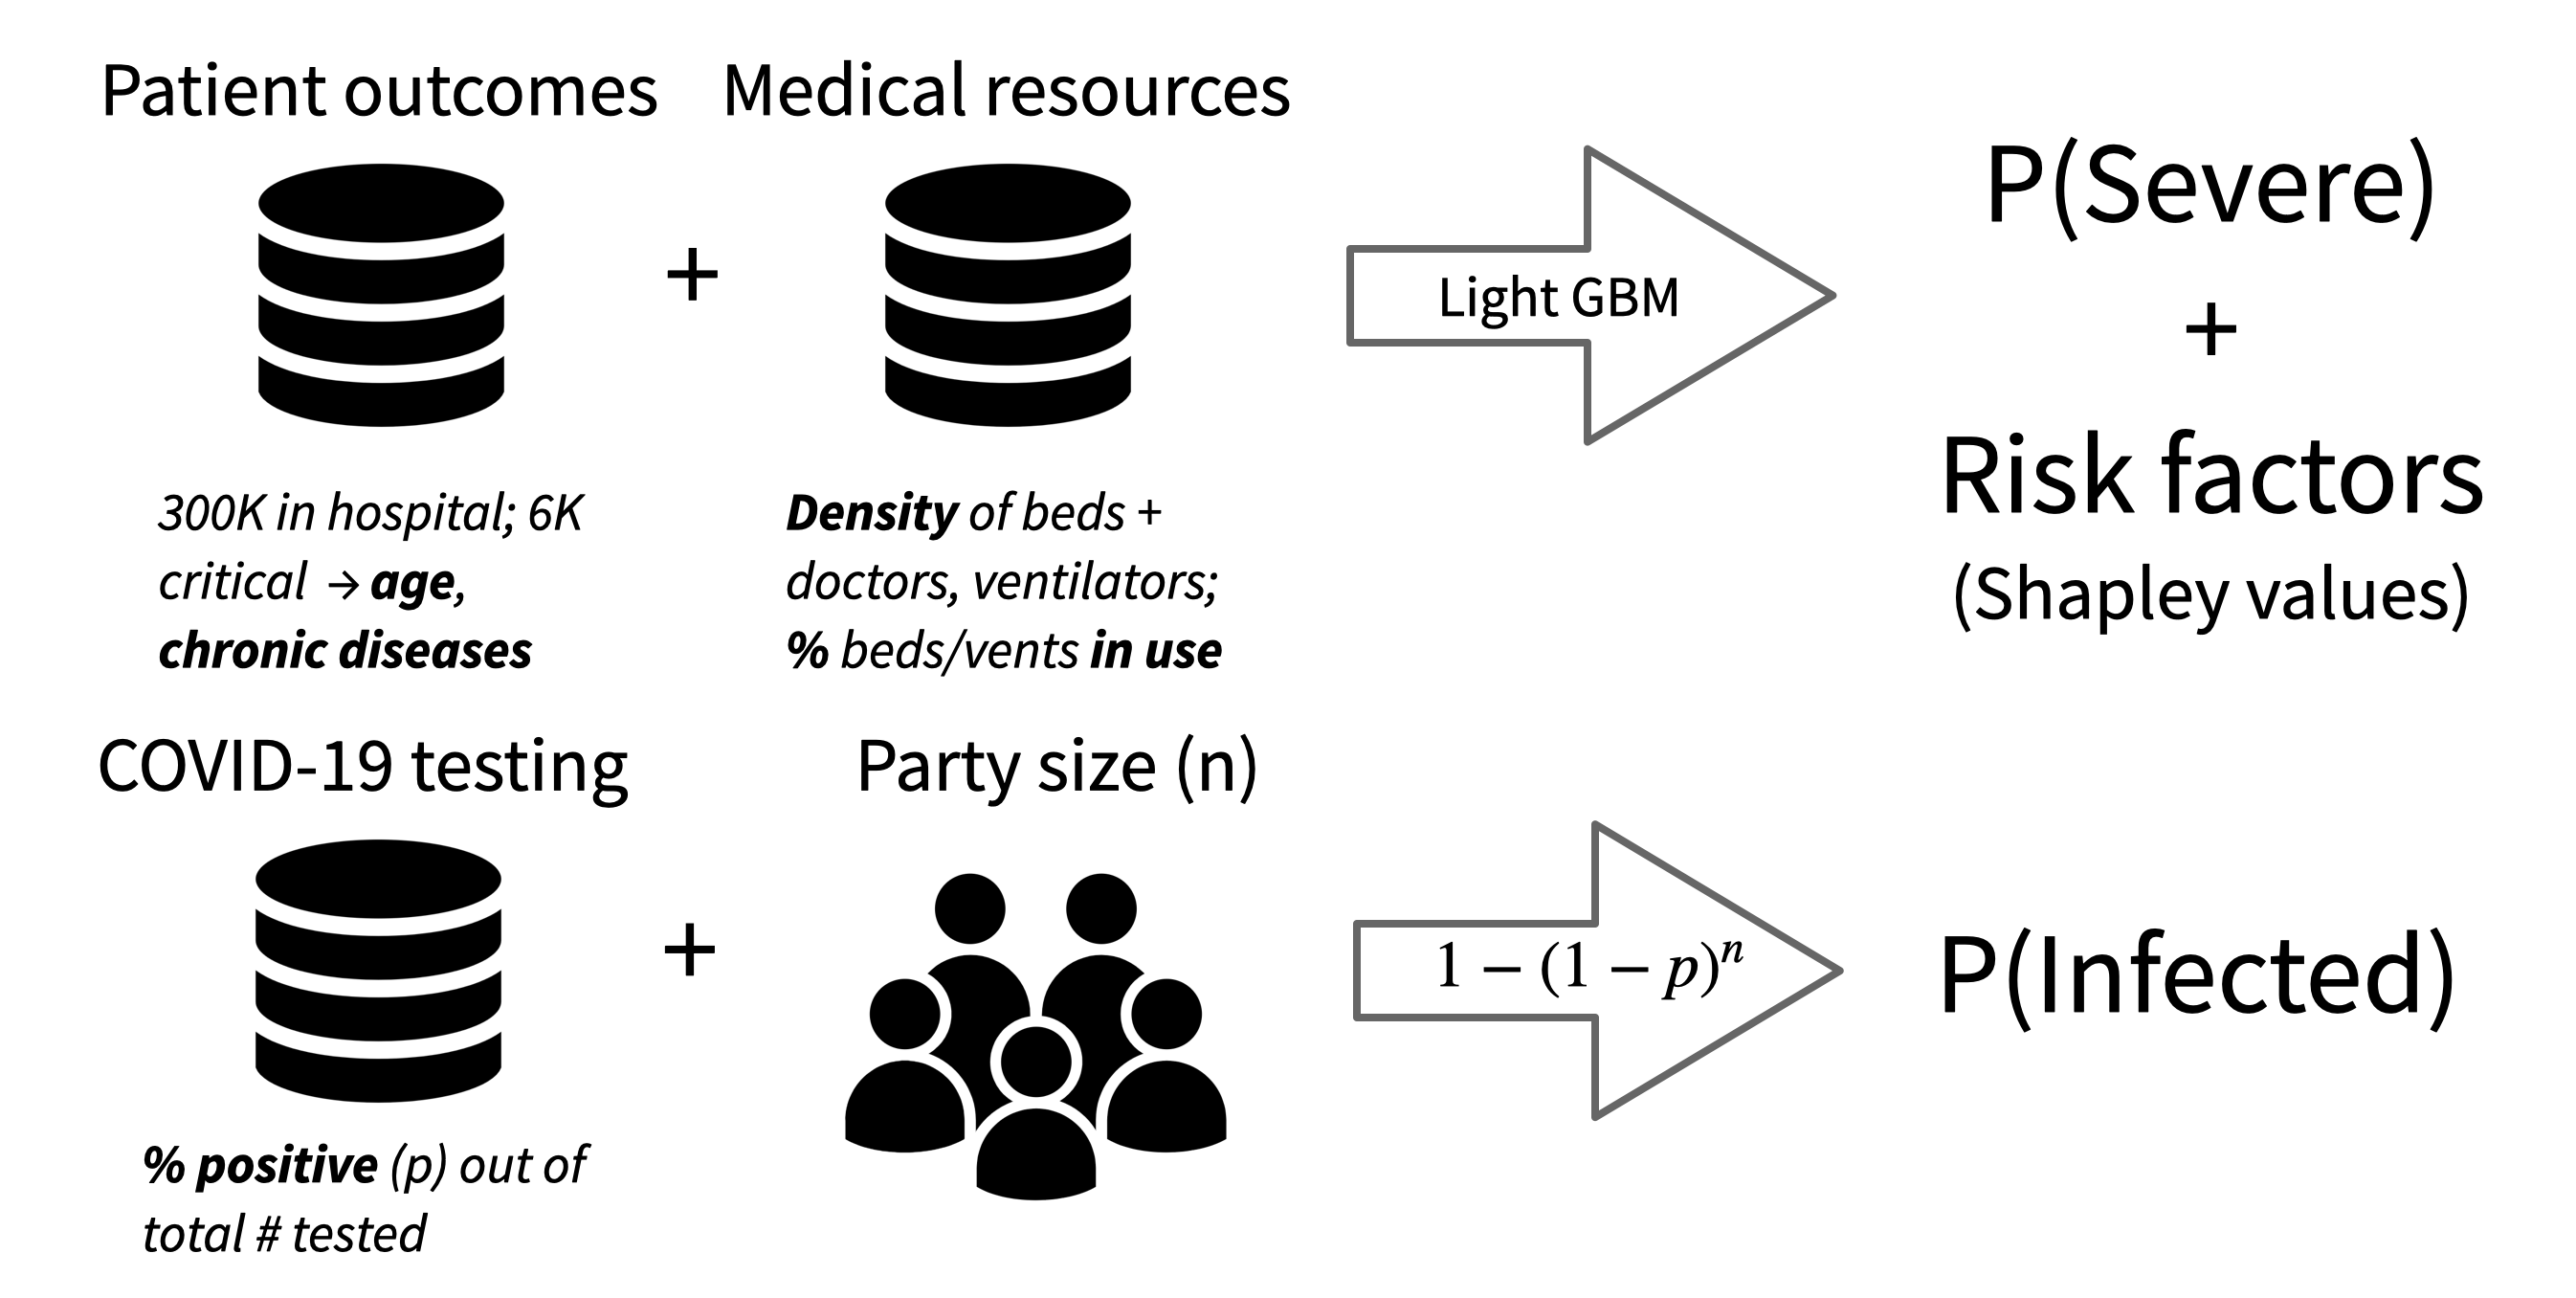 Patient outcomes
+
Medical resources
300K in hospital; 6K
critical → age,
chronic diseases
Density of beds +
doctors, ventilators;
% beds/vents in use
Light GBM
P(Severe)
+
Risk factors
(Shapley values)
COVID-19 testing
+
Party size (n)
% positive (p) out of
total # tested
1 − (1 − p)ⁿ
P(Infected)